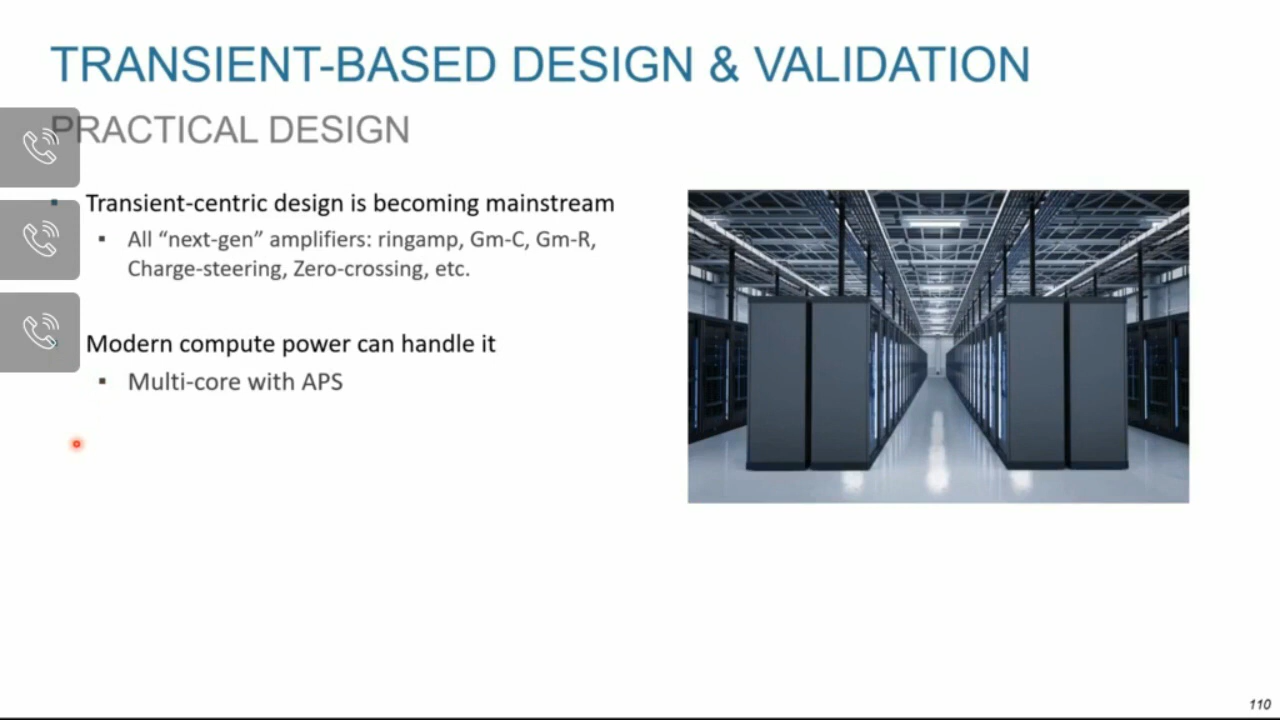 TRANSIENT-BASED DESIGN & VALIDATION
PRACTICAL DESIGN
Transient-centric design is becoming mainstream
All “next-gen” amplifiers: ringamp, Gm-C, Gm-R,
Charge-steering, Zero-crossing, etc.
Modern compute power can handle it
Multi-core with APS
110